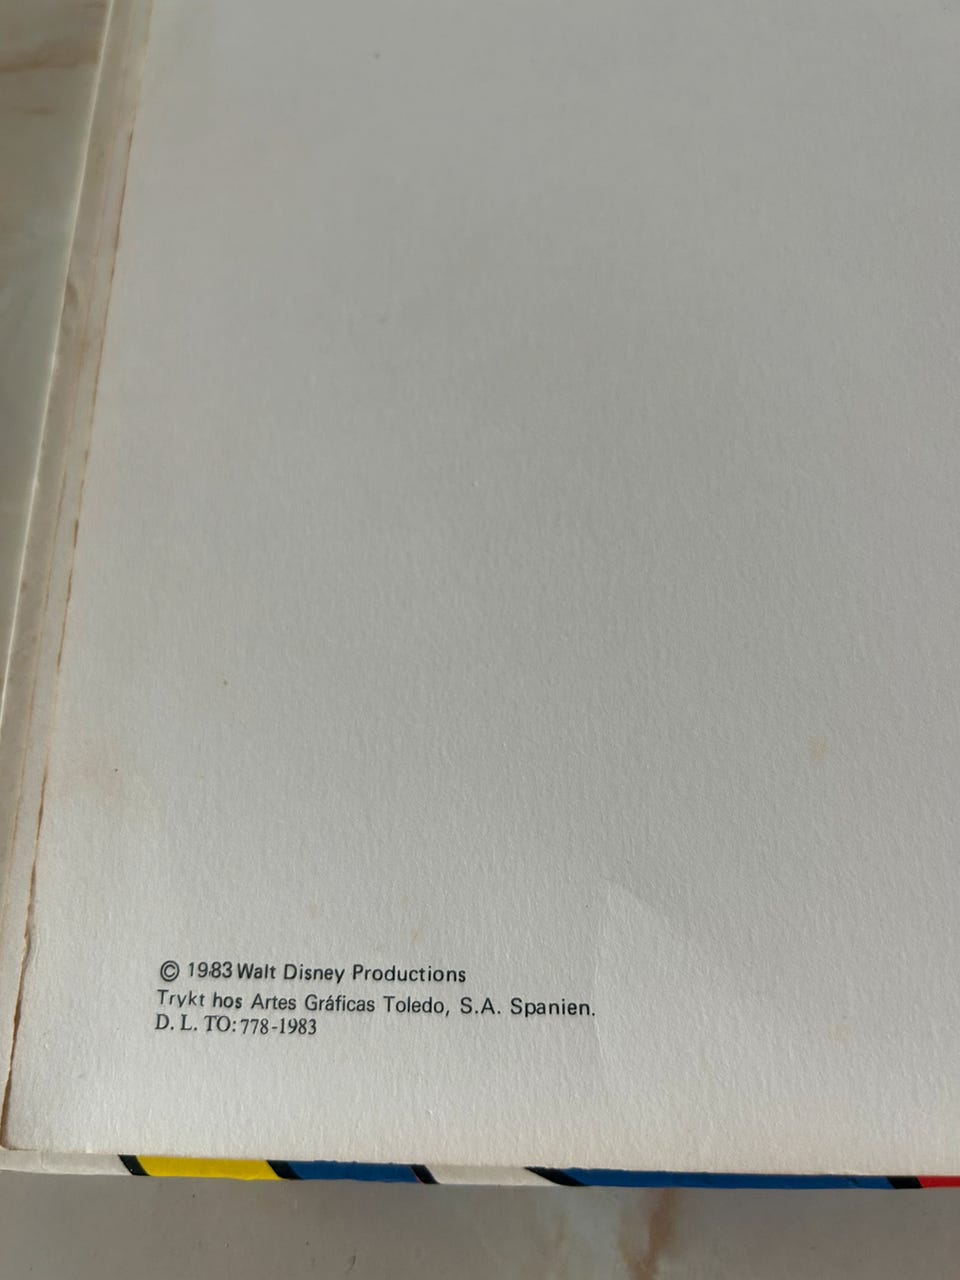 © 1983 Walt Disney Productions
Trykt hos Artes Gráficas Toledo, S.A. Spanien.
D. L. TO: 778-1983